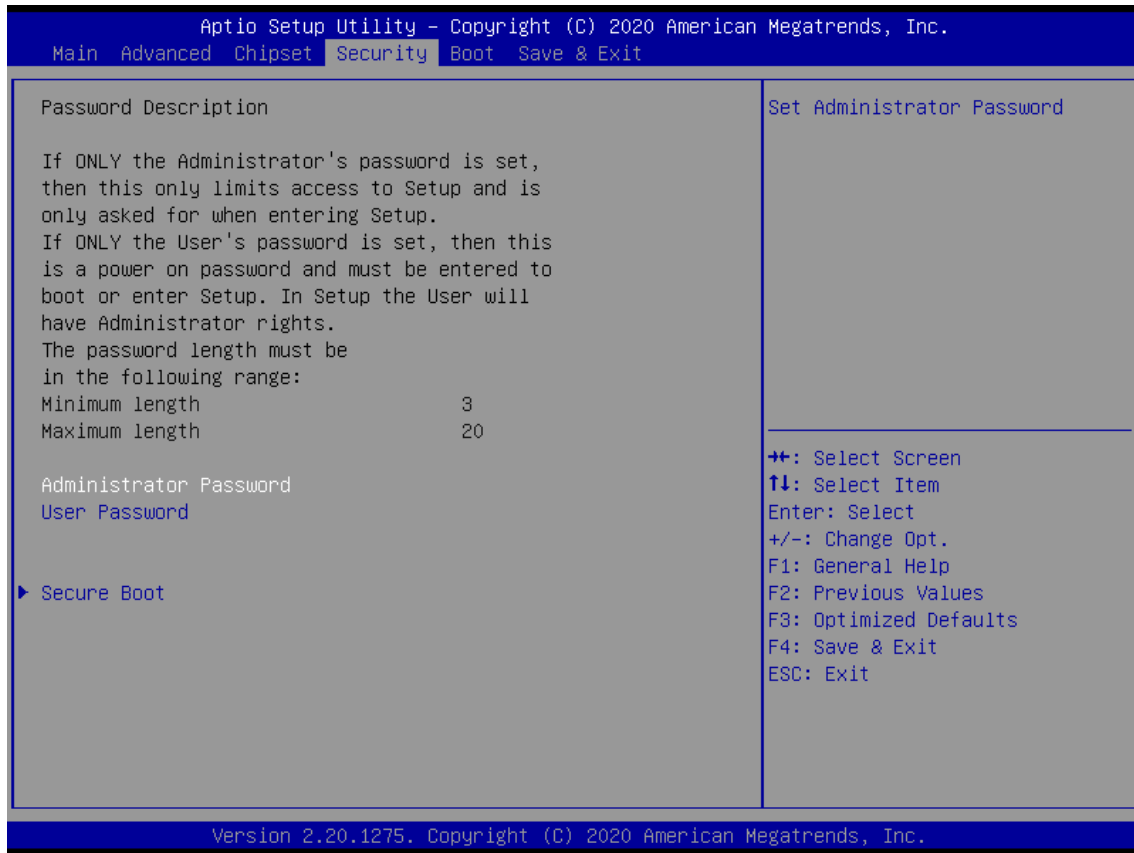 Aptio Setup Utility – Copyright (C) 2020 American Megatrends, Inc.
Main Advanced Chipset Security Boot Save & Exit
Password Description
If ONLY the Administrator's password is set,
then this only limits access to Setup and is
only asked for when entering Setup.
If ONLY the User's password is set, then this
is a power on password and must be entered to
boot or enter Setup. In Setup the User will
have Administrator rights.
The password length must be
in the following range:
Minimum length 3
Maximum length 20
Administrator Password
User Password
Secure Boot
Set Administrator Password
→←: Select Screen
↑↓: Select Item
Enter: Select
+/-: Change Opt.
F1: General Help
F2: Previous Values
F3: Optimized Defaults
F4: Save & Exit
ESC: Exit
Version 2.20.1275. Copyright (C) 2020 American Megatrends, Inc.